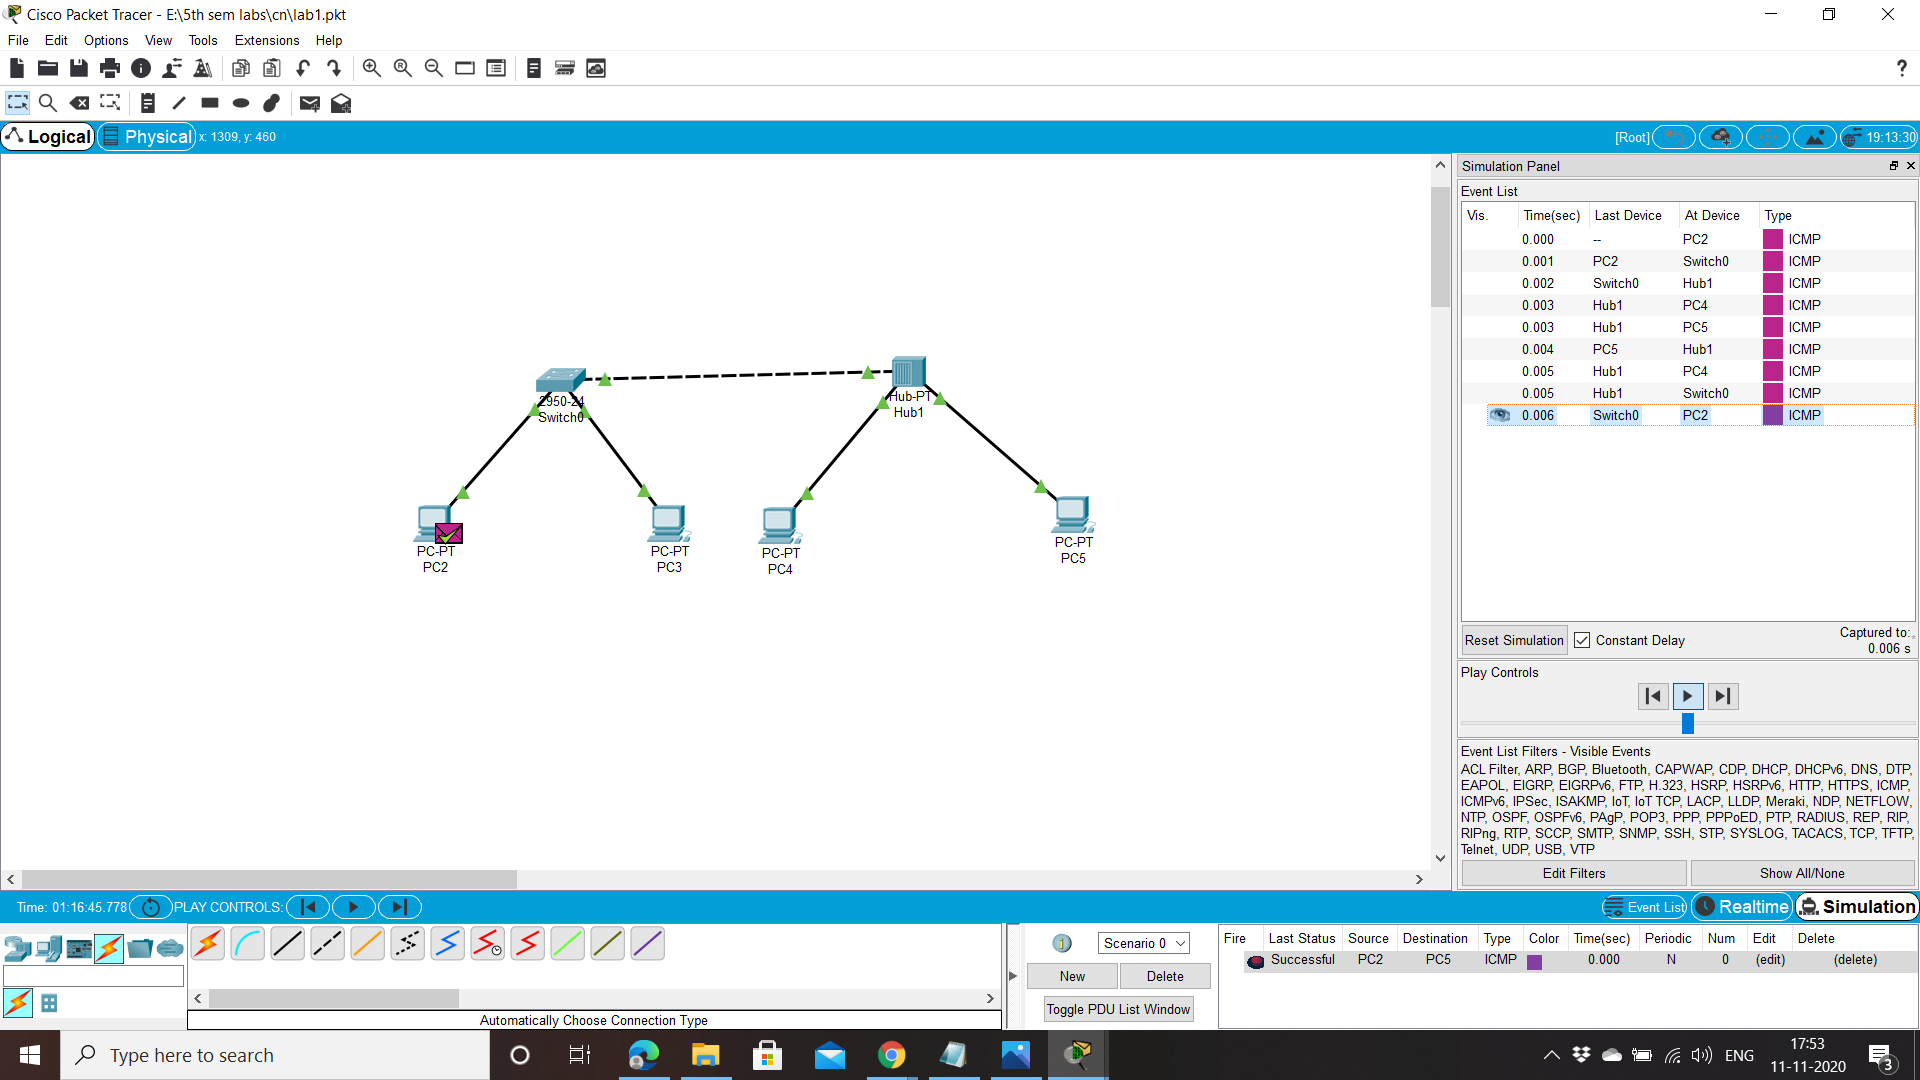 Cisco Packet Tracer - E:\5th sem labs\cn\lab1.pkt
File Edit Options View Tools Extensions Help
?
Logical Physical x: 1309, y: 460 [Root] 19:13:30
Simulation Panel
Event List
Vis. Time(sec) Last Device At Device Type
0.000 -- PC2 ICMP
0.001 PC2 Switch0 ICMP
0.002 Switch0 Hub1 ICMP
0.003 Hub1 PC4 ICMP
0.003 Hub1 PC5 ICMP
0.004 PC5 Hub1 ICMP
0.005 Hub1 PC4 ICMP
0.005 Hub1 Switch0 ICMP
0.006 Switch0 PC2 ICMP
2950-24
Switch0
Hub-PT
Hub1
PC-PT
PC2
PC-PT
PC3
PC-PT
PC4
PC-PT
PC5
Reset Simulation Constant Delay Captured to:
0.006 s
Play Controls
Event List Filters - Visible Events
ACL Filter, ARP, BGP, Bluetooth, CAPWAP, CDP, DHCP, DHCPv6, DNS, DTP,
EAPOL, EIGRP, EIGRPv6, FTP, H.323, HSRP, HSRPv6, HTTP, HTTPS, ICMP,
ICMPv6, IPSec, ISAKMP, IoT, IoT TCP, LACP, LLDP, Meraki, NDP, NETFLOW,
NTP, OSPF, OSPFv6, PAgP, POP3, PPP, PPPoED, PTP, RADIUS, REP, RIP,
RIPng, RTP, SCCP, SMTP, SNMP, SSH, STP, SYSLOG, TACACS, TCP, TFTP,
Telnet, UDP, USB, VTP
Edit Filters Show All/None
Time: 01:16:45.778 PLAY CONTROLS: Event List Realtime Simulation
Automatically Choose Connection Type
Scenario 0
New Delete
Toggle PDU List Window
Fire Last Status Source Destination Type Color Time(sec) Periodic Num Edit Delete
Successful PC2 PC5 ICMP 0.000 N 0 (edit) (delete)
Type here to search
ENG
17:53
11-11-2020
3